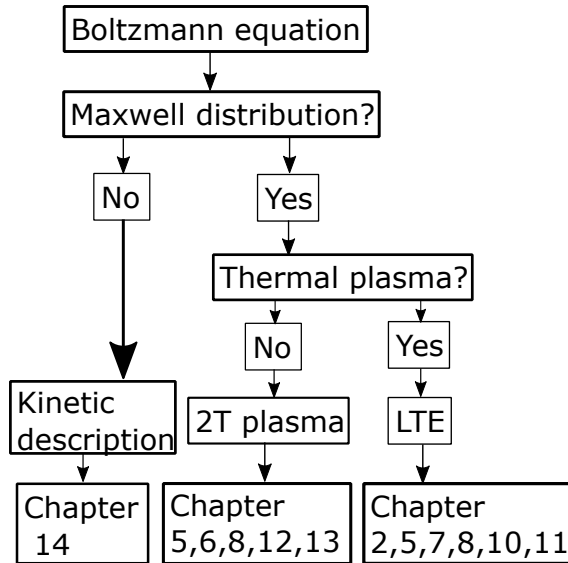 Boltzmann equation
Maxwell distribution?
No
Yes
Thermal plasma?
No
Yes
Kinetic
description
2T plasma
LTE
Chapter
14
Chapter
5,6,8,12,13
Chapter
2,5,7,8,10,11